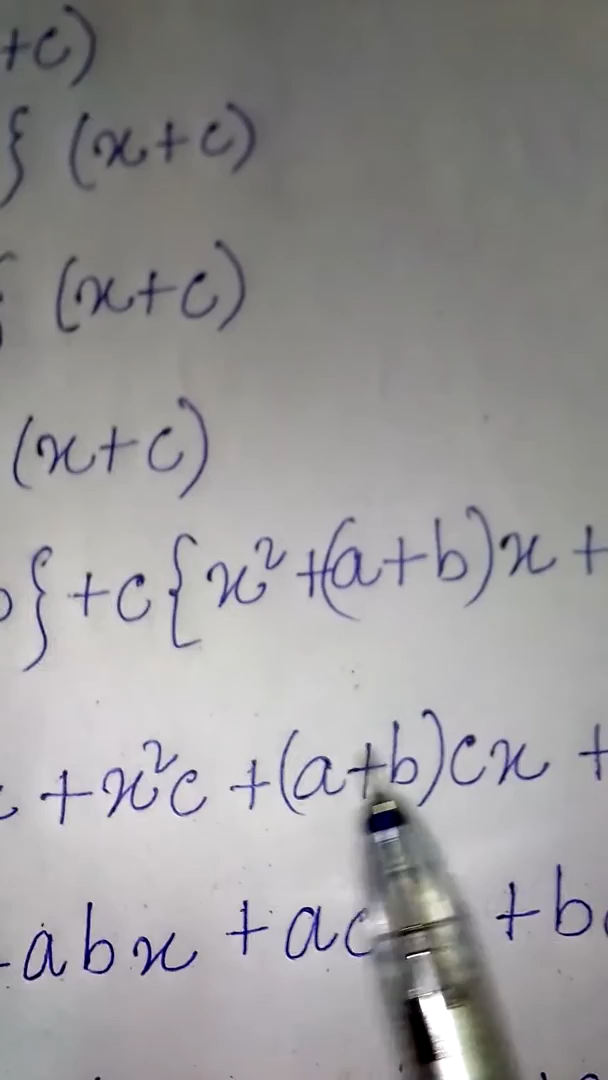 +c)
} (x+c)
(x+c)
(x+c)
} +c{x²+(a+b)x +
+x²c +(a+b)cx +
abx +ac +b